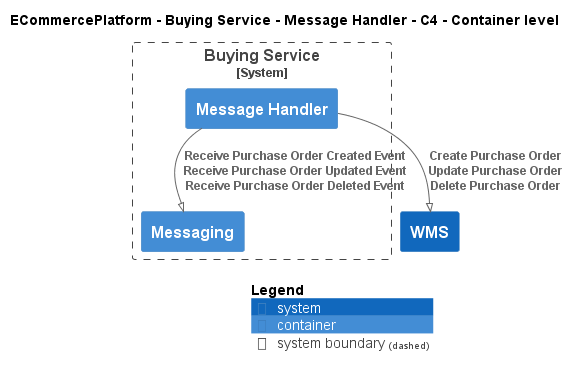 ECommercePlatform - Buying Service - Message Handler - C4 - Container level
Buying Service
[System]
Message Handler
Receive Purchase Order Created Event
Receive Purchase Order Updated Event
Receive Purchase Order Deleted Event
Create Purchase Order
Update Purchase Order
Delete Purchase Order
Messaging
WMS
Legend
system
container
system boundary (dashed)